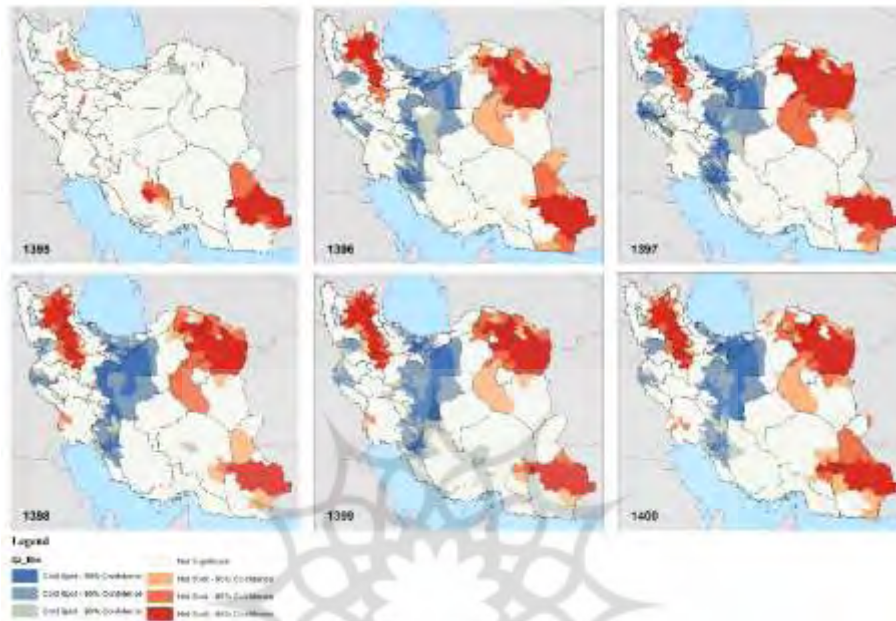 1395
1396
1397
1398
1399
1400
Legend
Gi_Bin
Not Significant
Cold Spot - 99% Confidence
Hot Spot - 90% Confidence
Cold Spot - 95% Confidence
Hot Spot - 95% Confidence
Cold Spot - 90% Confidence
Hot Spot - 99% Confidence